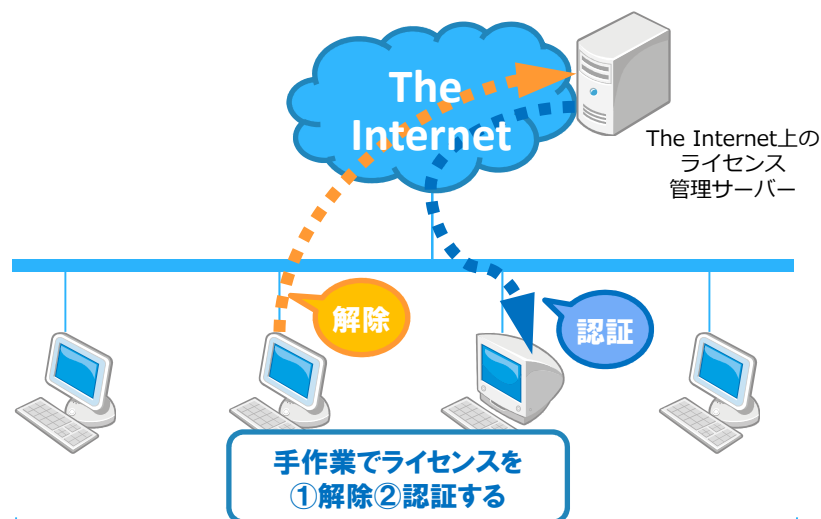 The
Internet
The Internet上の
ライセンス
管理サーバー
解除
認証
手作業でライセンスを
①解除②認証する